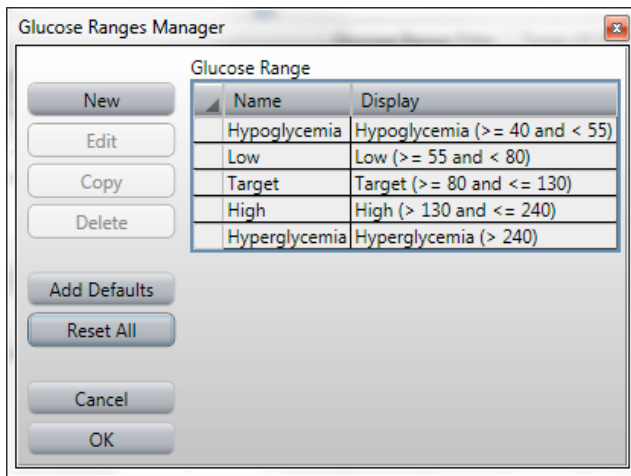 Glucose Ranges Manager
Glucose Range
New
Edit
Copy
Delete
Add Defaults
Reset All
Cancel
OK
Name Display
Hypoglycemia Hypoglycemia (>= 40 and < 55)
Low Low (>= 55 and < 80)
Target Target (>= 80 and <= 130)
High High (> 130 and <= 240)
Hyperglycemia Hyperglycemia (> 240)